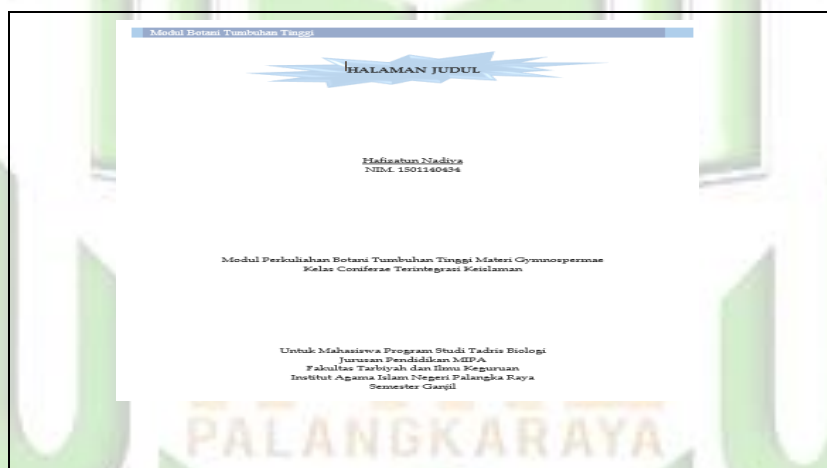 Modul Botani Tumbuhan Tinggi
HALAMAN JUDUL
Hafizatun Nadiya
NIM. 1501140434
Modul Perkuliahan Botani Tumbuhan Tinggi Materi Gymnospermae
Kelas Coniferae Terintegrasi Keislaman
Untuk Mahasiswa Program Studi Tadris Biologi
Jurusan Pendidikan MIPA
Fakultas Tarbiyah dan Ilmu Keguruan
Institut Agama Islam Negeri Palangka Raya
Semester Ganjil
PALANGKARAYA